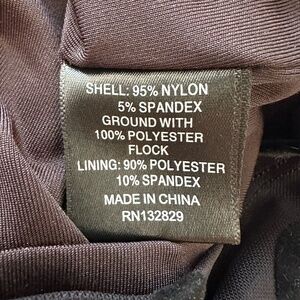 SHELL: 95% NYLON
5% SPANDEX
GROUND WITH
100% POLYESTER
FLOCK
LINING: 90% POLYESTER
10% SPANDEX
MADE IN CHINA
RN132829